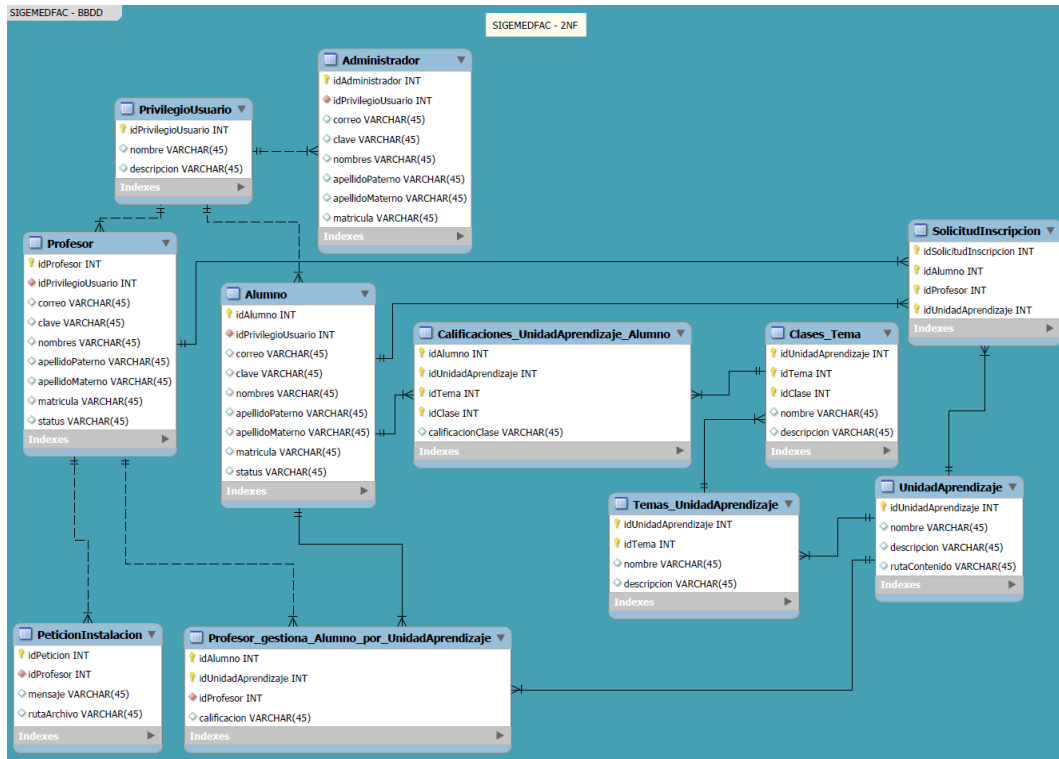 SIGEMEDFAC - BBDD
SIGEMEDFAC - 2NF
Administrador
idAdministrador INT
idPrivilegioUsuario INT
correo VARCHAR(45)
clave VARCHAR(45)
nombres VARCHAR(45)
apellidoPaterno VARCHAR(45)
apellidoMaterno VARCHAR(45)
matricula VARCHAR(45)
Indexes
PrivilegioUsuario
idPrivilegioUsuario INT
nombre VARCHAR(45)
descripcion VARCHAR(45)
Indexes
Profesor
idProfesor INT
idPrivilegioUsuario INT
correo VARCHAR(45)
clave VARCHAR(45)
nombres VARCHAR(45)
apellidoPaterno VARCHAR(45)
apellidoMaterno VARCHAR(45)
matricula VARCHAR(45)
status VARCHAR(45)
Indexes
Alumno
idAlumno INT
idPrivilegioUsuario INT
correo VARCHAR(45)
clave VARCHAR(45)
nombres VARCHAR(45)
apellidoPaterno VARCHAR(45)
apellidoMaterno VARCHAR(45)
matricula VARCHAR(45)
status VARCHAR(45)
Indexes
SolicitudInscripcion
idSolicitudInscripcion INT
idAlumno INT
idProfesor INT
idUnidadAprendizaje INT
Indexes
Calificaciones_UnidadAprendizaje_Alumno
idAlumno INT
idUnidadAprendizaje INT
idTema INT
idClase INT
calificacionClase VARCHAR(45)
Indexes
Clases_Tema
idUnidadAprendizaje INT
idTema INT
idClase INT
nombre VARCHAR(45)
descripcion VARCHAR(45)
Indexes
Temas_UnidadAprendizaje
idUnidadAprendizaje INT
idTema INT
nombre VARCHAR(45)
descripcion VARCHAR(45)
Indexes
UnidadAprendizaje
idUnidadAprendizaje INT
nombre VARCHAR(45)
descripcion VARCHAR(45)
rutaContenido VARCHAR(45)
Indexes
PeticionInstalacion
idPeticion INT
idProfesor INT
mensaje VARCHAR(45)
rutaArchivo VARCHAR(45)
Indexes
Profesor_gestiona_Alumno_por_UnidadAprendizaje
idAlumno INT
idUnidadAprendizaje INT
idProfesor INT
calificacion VARCHAR(45)
Indexes